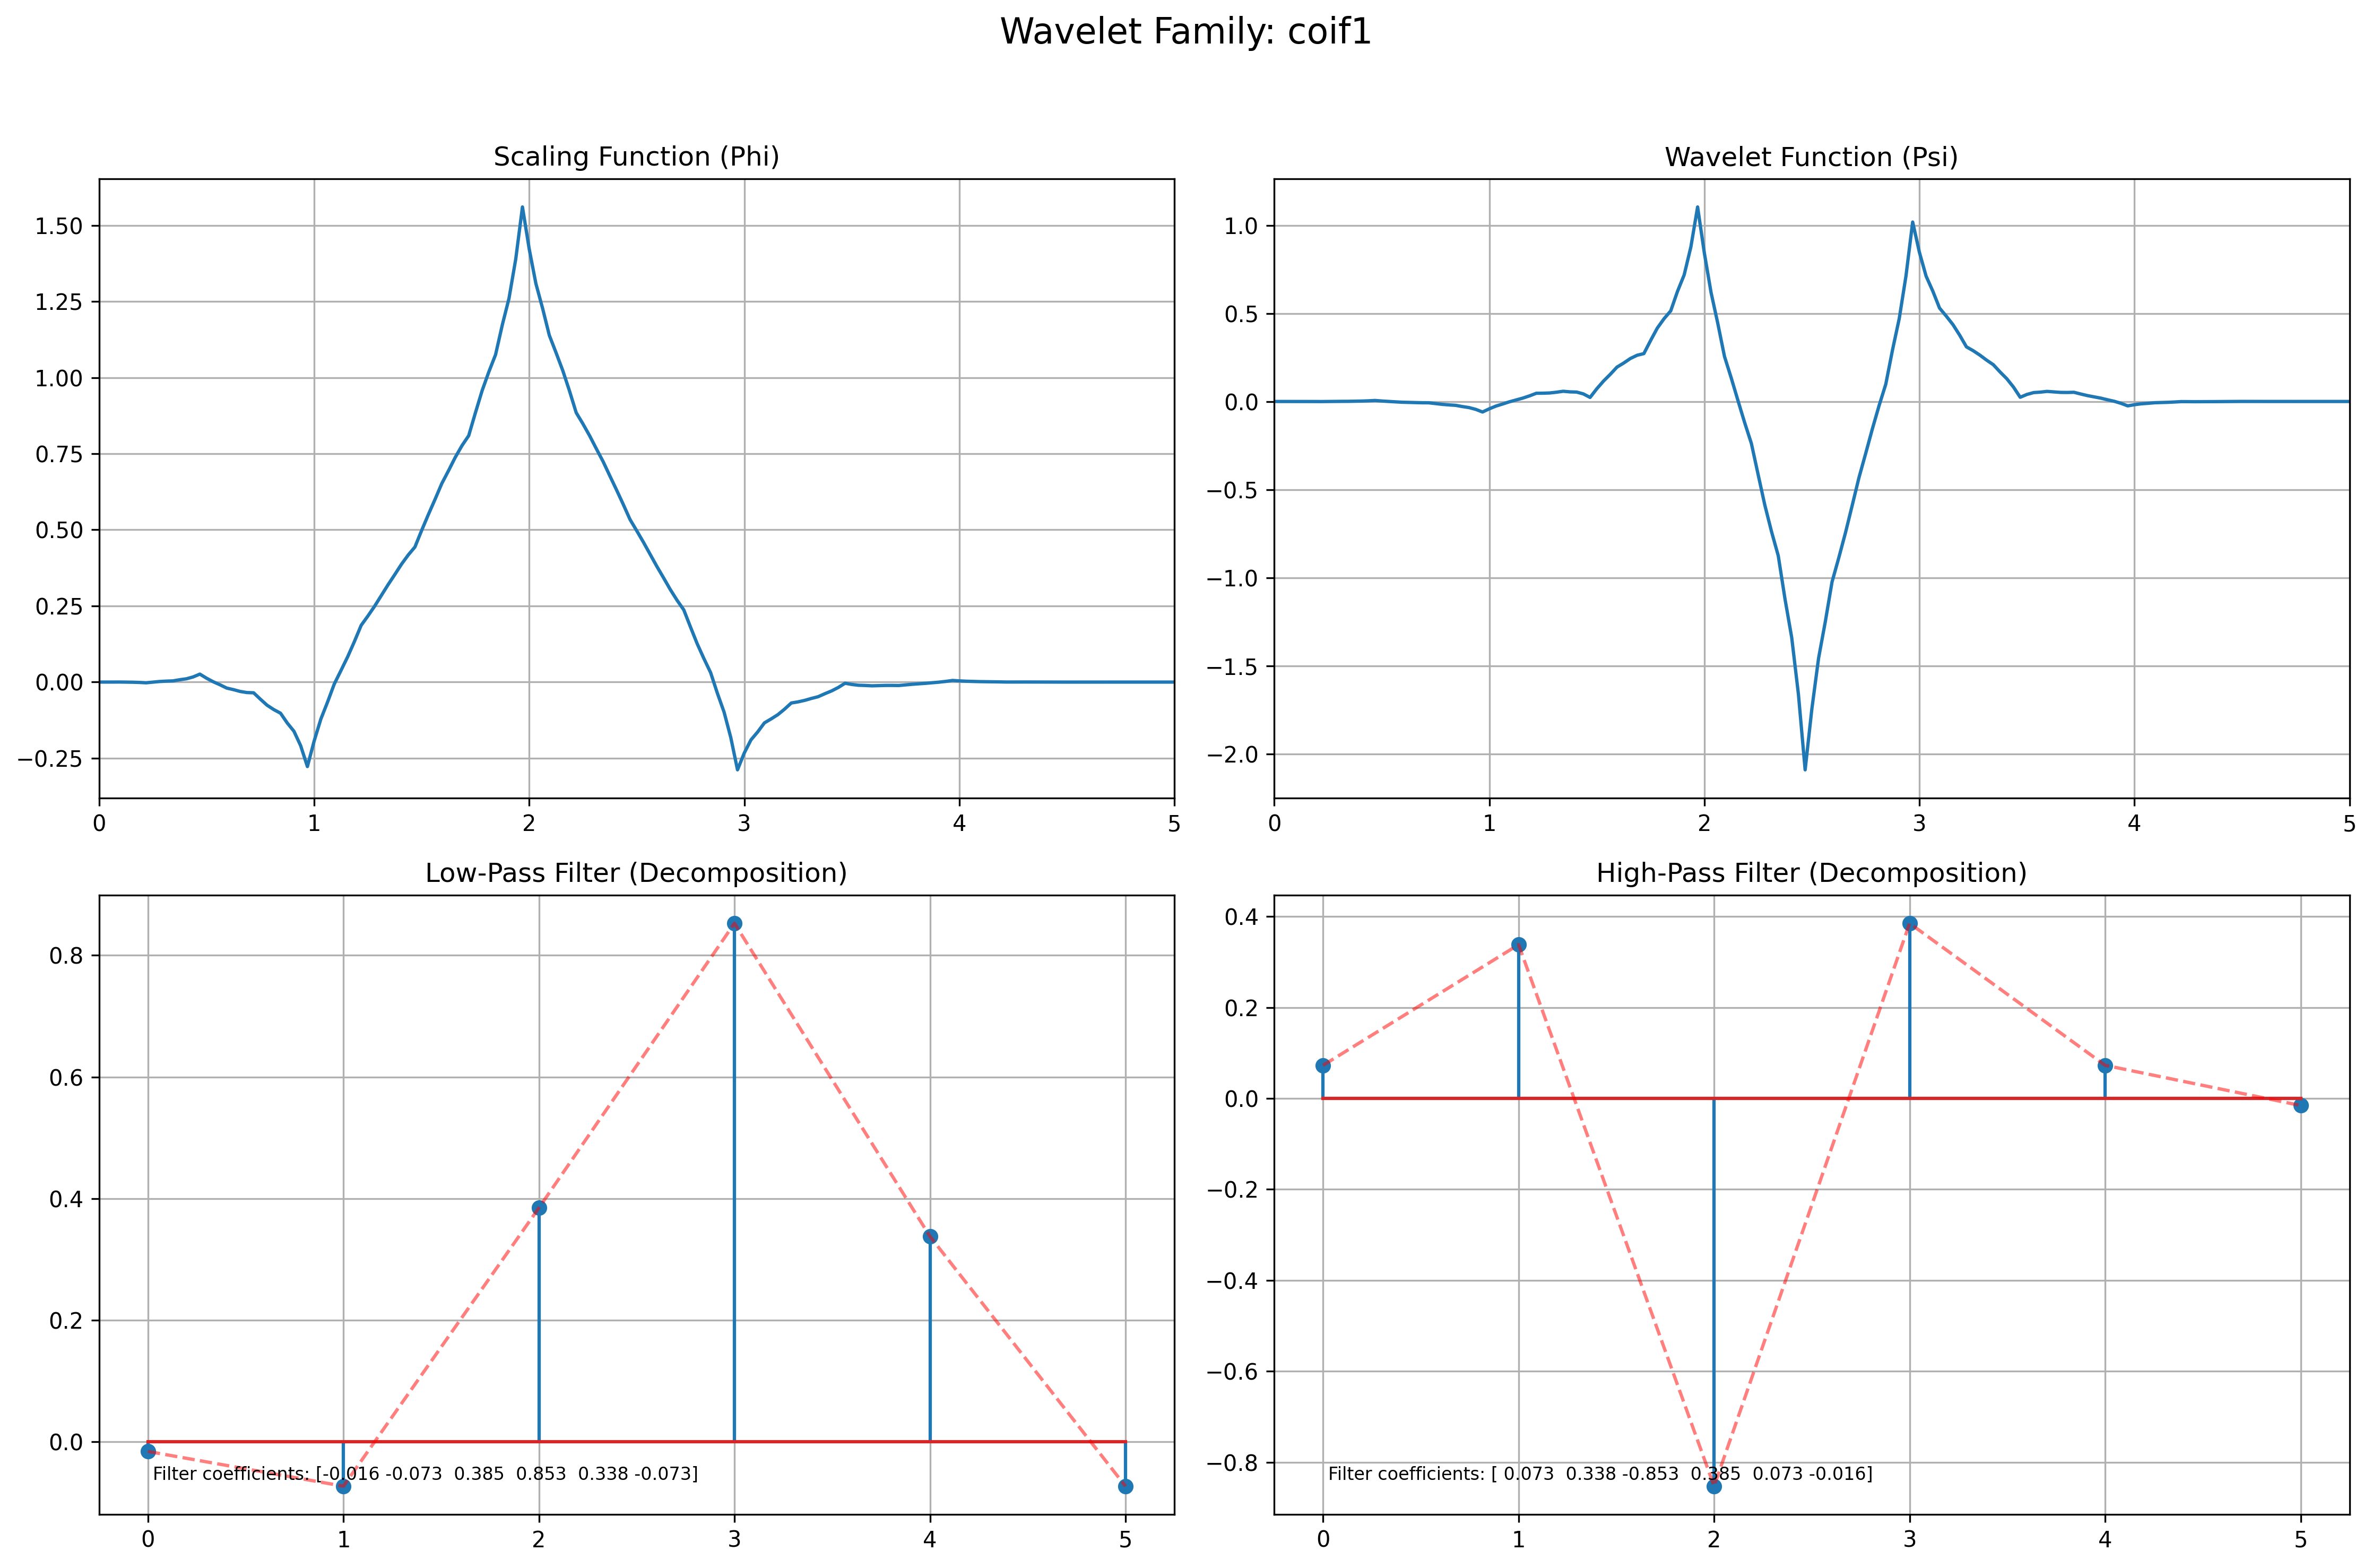 Wavelet Family: coif1
Scaling Function (Phi)
1.50
1.25
1.00
0.75
0.50
0.25
0.00
−0.25
0 1 2 3 4 5
Wavelet Function (Psi)
1.0
0.5
0.0
−0.5
−1.0
−1.5
−2.0
0 1 2 3 4 5
Low-Pass Filter (Decomposition)
0.8
0.6
0.4
0.2
0.0
Filter coefficients: [-0.016 -0.073  0.385  0.853  0.338 -0.073]
0 1 2 3 4 5
High-Pass Filter (Decomposition)
0.4
0.2
0.0
−0.2
−0.4
−0.6
−0.8
Filter coefficients: [ 0.073  0.338 -0.853  0.385  0.073 -0.016]
0 1 2 3 4 5